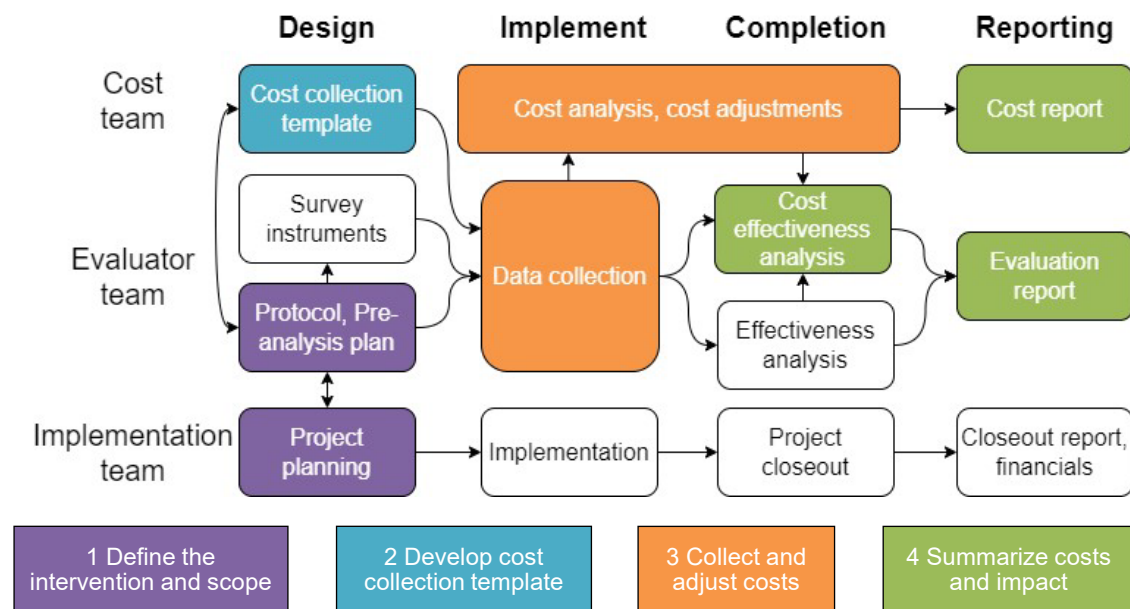 Design
Implement
Completion
Reporting
Cost
team
Cost collection
template
Cost analysis, cost adjustments
Cost report
Evaluator
team
Survey
instruments
Data collection
Cost
effectiveness
analysis
Evaluation
report
Protocol, Pre-
analysis plan
Effectiveness
analysis
Implementation
team
Project
planning
Implementation
Project
closeout
Closeout report,
financials
1 Define the
intervention and scope
2 Develop cost
collection template
3 Collect and
adjust costs
4 Summarize costs
and impact